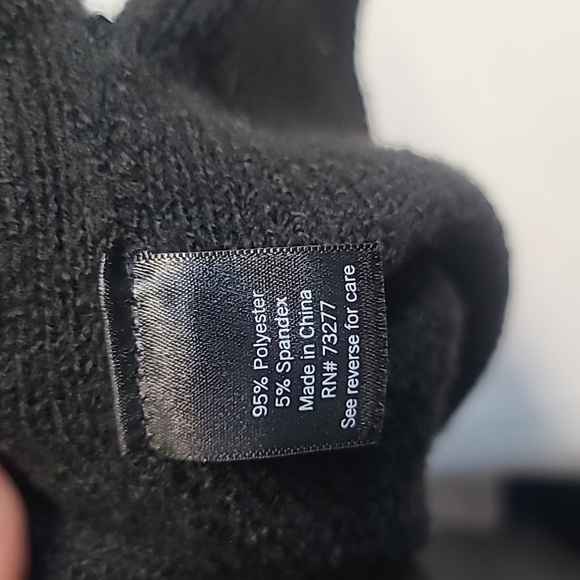 95% Polyester
5% Spandex
Made in China
RN# 73277
See reverse for care